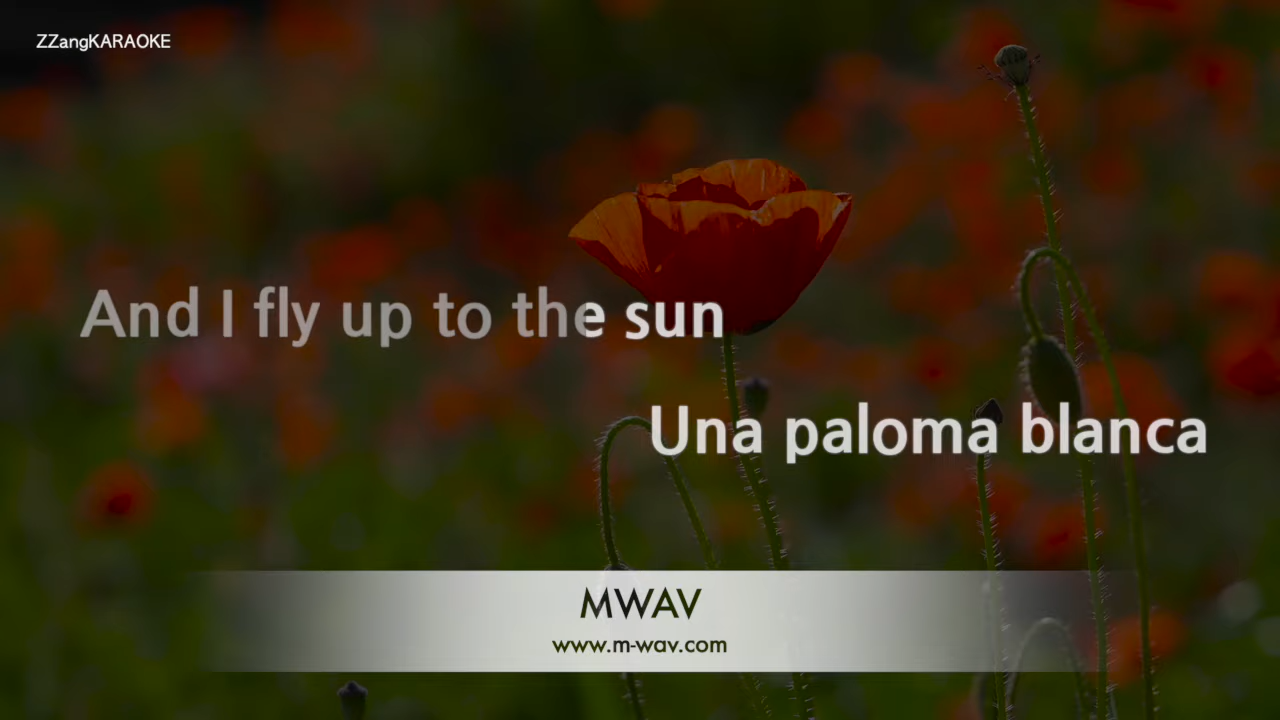 ZZangKARAOKE
And I fly up to the sun
Una paloma blanca
MWAV
www.m-wav.com